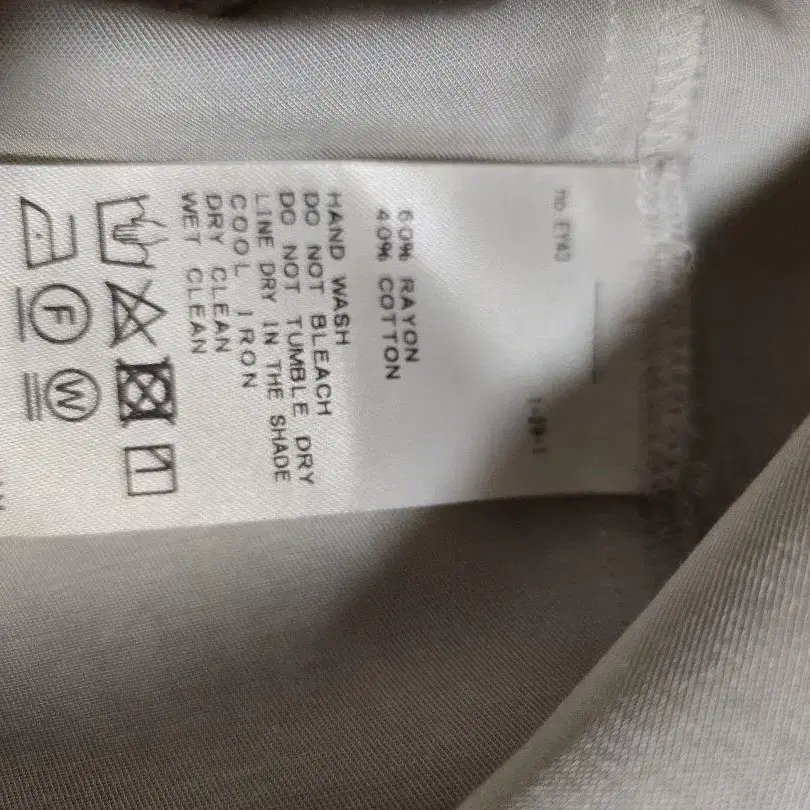 60% RAYON
40% COTTON
HAND WASH
DO NOT BLEACH
DO NOT TUMBLE DRY
LINE DRY IN THE SHADE
COOL IRON
DRY CLEAN
WET CLEAN
F
W